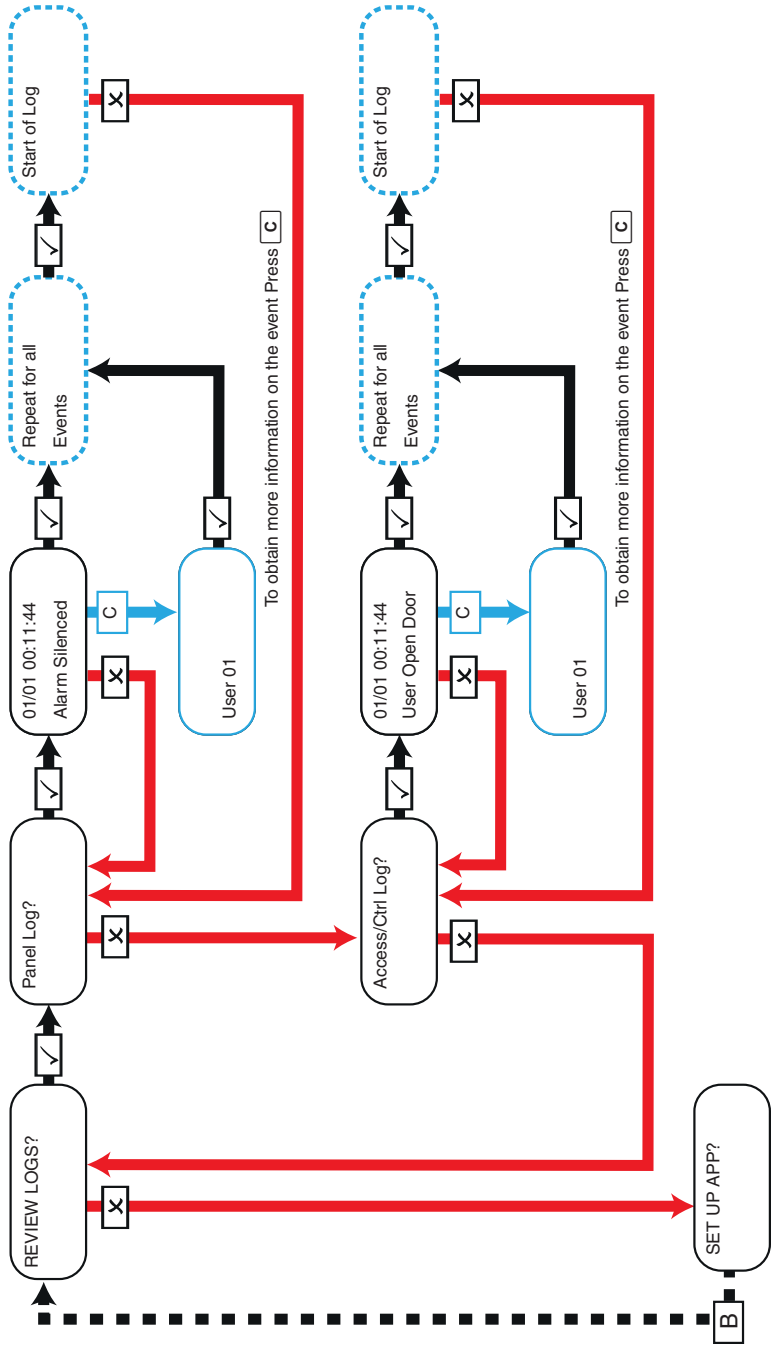 REVIEW LOGS?
✓
Panel Log?
✓
01/01 00:11:44
Alarm Silenced
✓
Repeat for all
Events
✓
Start of Log
X
X
X
C
X
User 01
✓
To obtain more information on the event Press C
Access/Ctrl Log?
✓
01/01 00:11:44
User Open Door
✓
Repeat for all
Events
✓
Start of Log
X
X
C
X
User 01
✓
To obtain more information on the event Press C
SET UP APP?
B